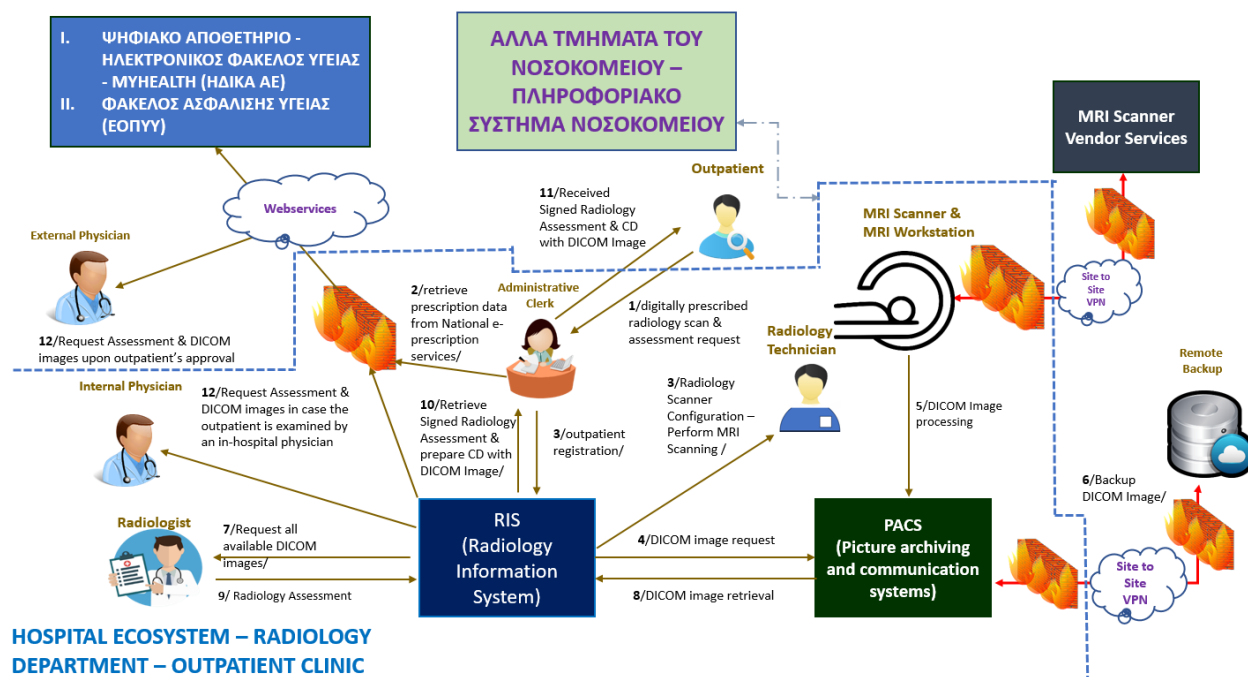 I. ΨΗΦΙΑΚΟ ΑΠΟΘΕΤΗΡΙΟ -
ΗΛΕΚΤΡΟΝΙΚΟΣ ΦΑΚΕΛΟΣ ΥΓΕΙΑΣ
- MYHEALTH (ΗΔΙΚΑ ΑΕ)
II. ΦΑΚΕΛΟΣ ΑΣΦΑΛΙΣΗΣ ΥΓΕΙΑΣ
(ΕΟΠΥΥ)
ΑΛΛΑ ΤΜΗΜΑΤΑ ΤΟΥ
ΝΟΣΟΚΟΜΕΙΟΥ –
ΠΛΗΡΟΦΟΡΙΑΚΟ
ΣΥΣΤΗΜΑ ΝΟΣΟΚΟΜΕΙΟΥ
MRI Scanner
Vendor Services
Outpatient
11/Received
Signed Radiology
Assessment & CD
with DICOM Image
Webservices
External Physician
MRI Scanner &
MRI Workstation
Site to
Site
VPN
2/retrieve
prescription data
from National e-
prescription
services/
Administrative
Clerk
1/digitally prescribed
radiology scan &
assessment request
Radiology
Technician
12/Request Assessment & DICOM
images upon outpatient's approval
Remote
Backup
Internal Physician
12/Request Assessment &
DICOM images in case the
outpatient is examined by
an in-hospital physician
10/Retrieve
Signed Radiology
Assessment &
prepare CD with
DICOM Image/
3/outpatient
registration/
3/Radiology
Scanner
Configuration –
Perform MRI
Scanning /
5/DICOM Image
processing
6/Backup
DICOM Image/
Radiologist
7/Request all
available DICOM
images/
9/ Radiology Assessment
RIS
(Radiology
Information
System)
4/DICOM image request
8/DICOM image retrieval
PACS
(Picture archiving
and communication
systems)
Site to
Site
VPN
HOSPITAL ECOSYSTEM – RADIOLOGY
DEPARTMENT – OUTPATIENT CLINIC